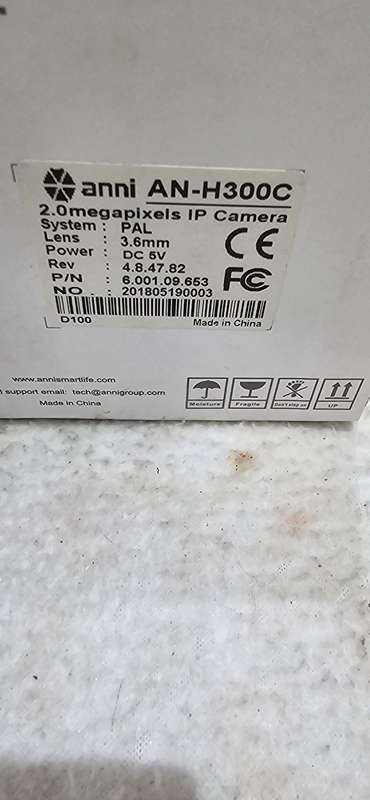 anni AN-H300C
2.0megapixels IP Camera
System : PAL
Lens : 3.6mm
Power : DC 5V
Rev : 4.8.47.82
P/N : 6.001.09.653
NO. : 201805190003
CE
FC
D100 Made in China
www.annismartlife.com
support email: tech@annigroup.com
Made in China
Moisture Fragile UP